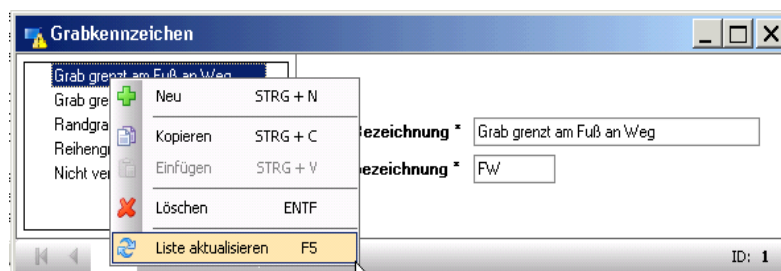 Grabkennzeichen
Grab grenzt am Fuß an Weg
Grab gre
Randgra
Reiheng
Nicht ver
Neu STRG + N
Kopieren STRG + C
Einfügen STRG + V
Löschen ENTF
Liste aktualisieren F5
ezeichnung * Grab grenzt am Fuß an Weg
ezeichnung * FW
ID: 1